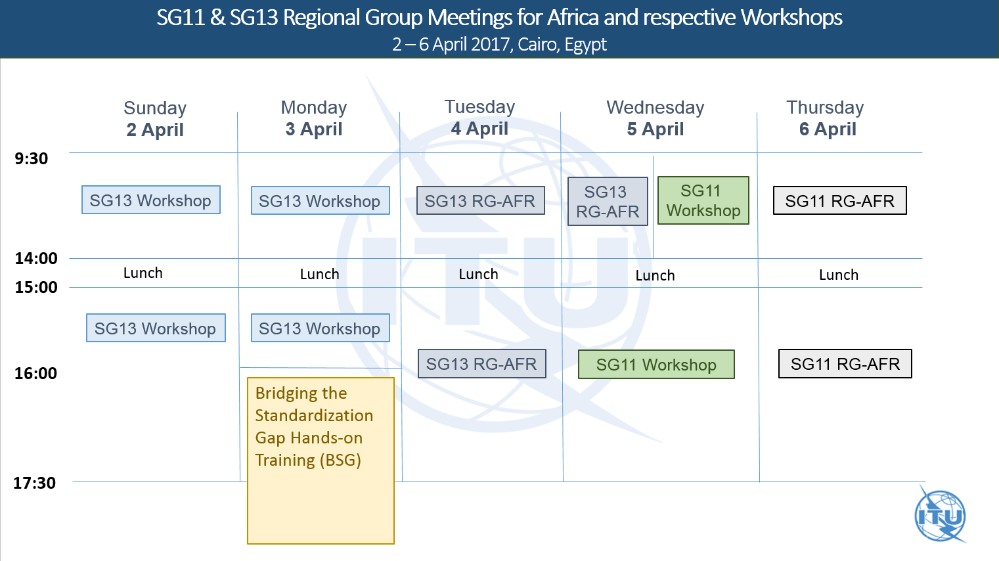 SG11 & SG13 Regional Group Meetings for Africa and respective Workshops
2 – 6 April 2017, Cairo, Egypt
Sunday
2 April
Monday
3 April
Tuesday
4 April
Wednesday
5 April
Thursday
6 April
9:30
SG13 Workshop
SG13 Workshop
SG13 RG-AFR
SG13
RG-AFR
SG11
Workshop
SG11 RG-AFR
14:00
Lunch
Lunch
Lunch
Lunch
Lunch
15:00
SG13 Workshop
SG13 Workshop
SG13 RG-AFR
SG11 Workshop
SG11 RG-AFR
16:00
Bridging the
Standardization
Gap Hands-on
Training (BSG)
17:30
ITU
ITU